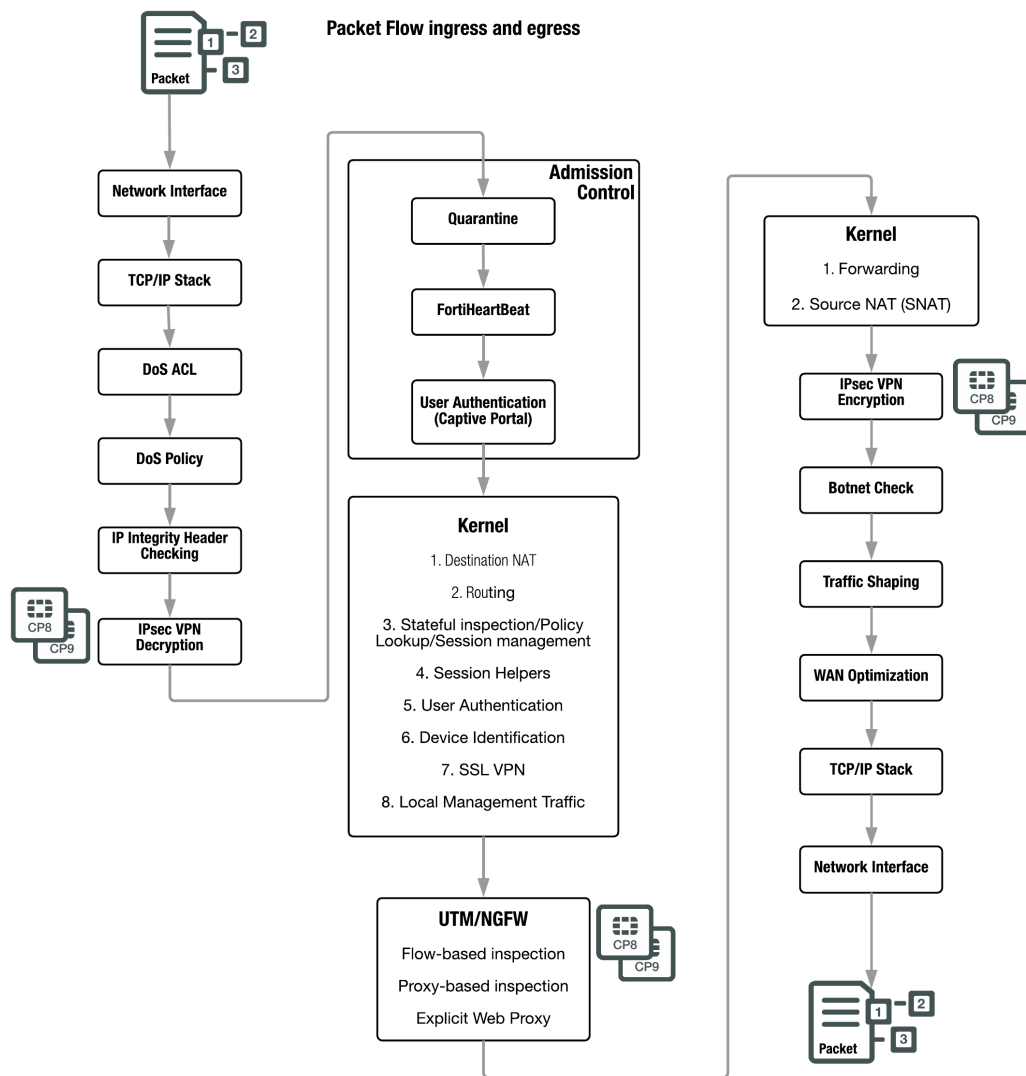 Packet Flow ingress and egress
1
2
3
Packet
Network Interface
TCP/IP Stack
DoS ACL
DoS Policy
IP Integrity Header
Checking
IPsec VPN
Decryption
CP8
CP9
Admission
Control
Quarantine
FortiHeartBeat
User Authentication
(Captive Portal)
Kernel
1. Destination NAT
2. Routing
3. Stateful inspection/Policy
Lookup/Session management
4. Session Helpers
5. User Authentication
6. Device Identification
7. SSL VPN
8. Local Management Traffic
UTM/NGFW
Flow-based inspection
Proxy-based inspection
Explicit Web Proxy
CP8
CP9
Kernel
1. Forwarding
2. Source NAT (SNAT)
IPsec VPN
Encryption
CP8
CP9
Botnet Check
Traffic Shaping
WAN Optimization
TCP/IP Stack
Network Interface
1
2
3
Packet